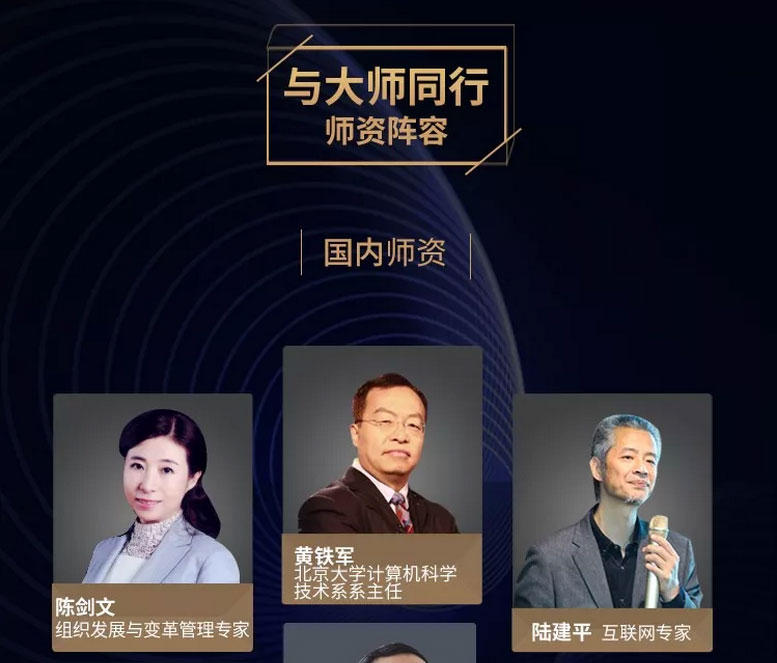 与大师同行
师资阵容
国内师资
黄铁军
北京大学计算机科学
技术系系主任
陈剑文
组织发展与变革管理专家
陆建平 互联网专家